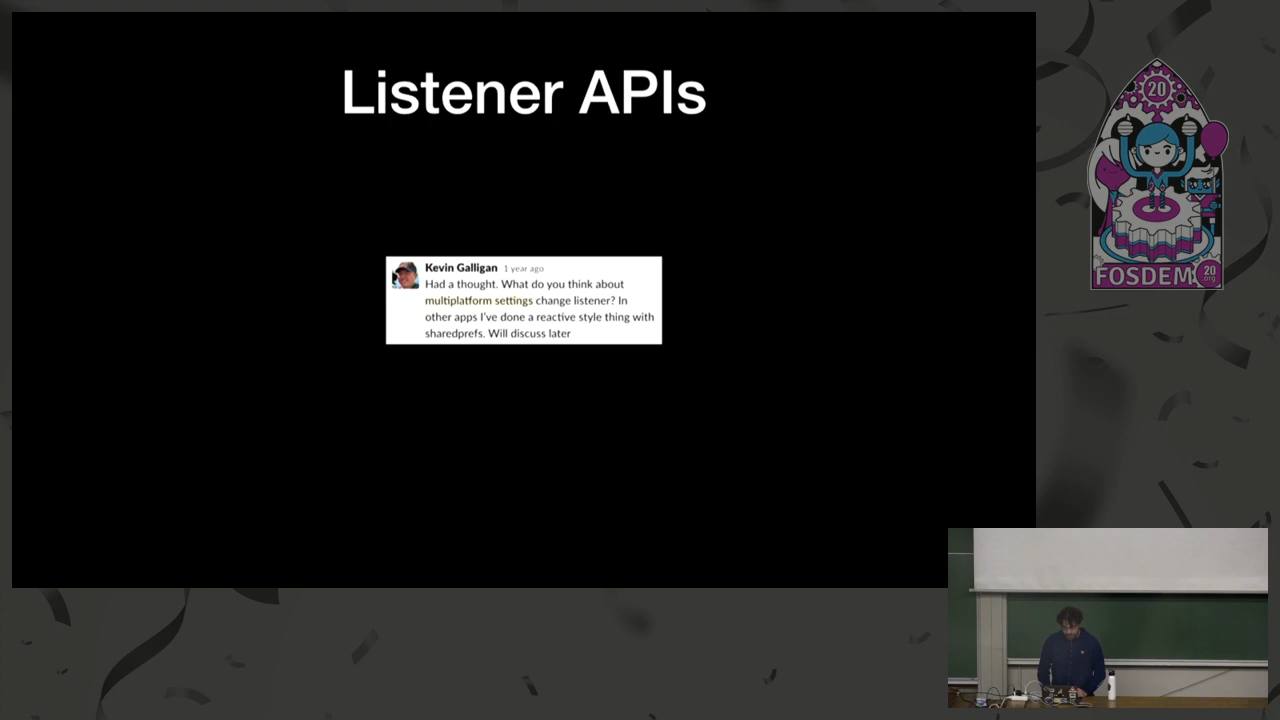 Listener APIs
Kevin Galligan 1 year ago
Had a thought. What do you think about
multiplatform settings change listener? In
other apps I've done a reactive style thing with
sharedprefs. Will discuss later
20
FOSDEM 20
.org